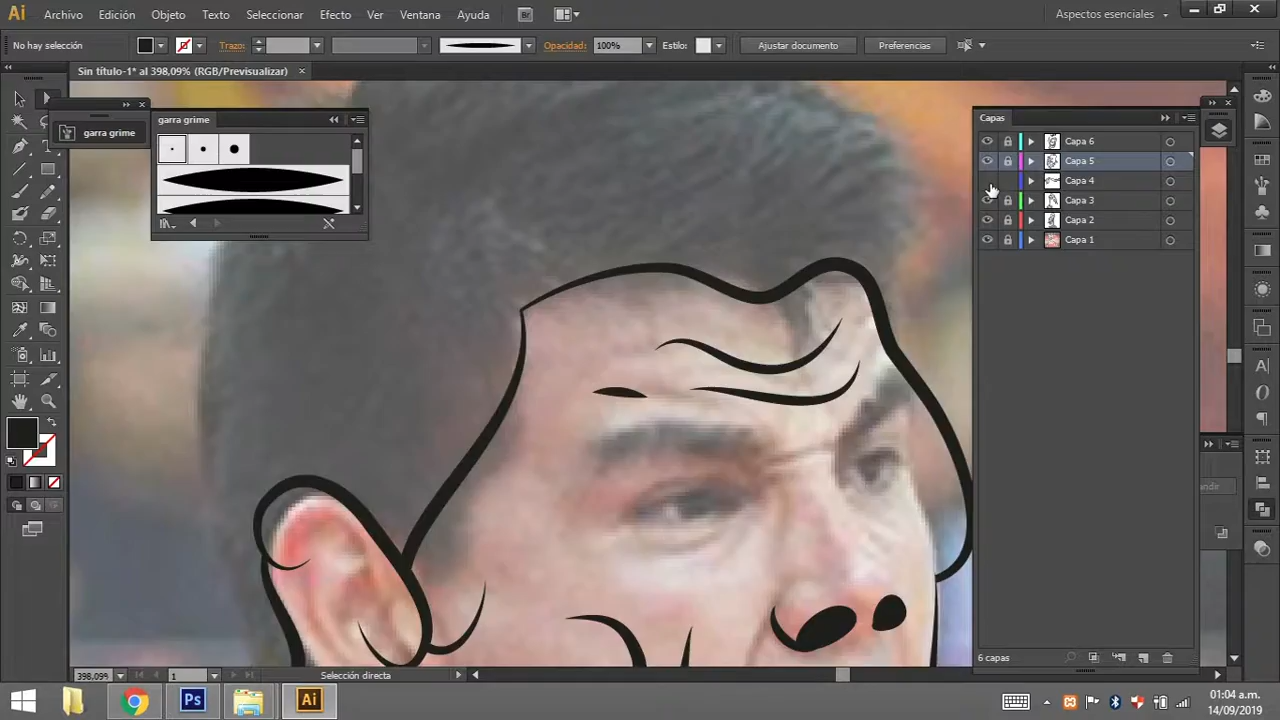 Ai Archivo Edición Objeto Texto Seleccionar Efecto Ver Ventana Ayuda Br Aspectos esenciales
No hay selección Trazo: Opacidad: 100% Estilo: Ajustar documento Preferencias
Sin título-1* al 398,09% (RGB/Previsualizar)
garra grime
garra grime
Capas
Capa 6
Capa 5
Capa 4
Capa 3
Capa 2
Capa 1
6 capas
398,09% 1 Selección directa
Ps Ai
01:04 a.m.
14/09/2019